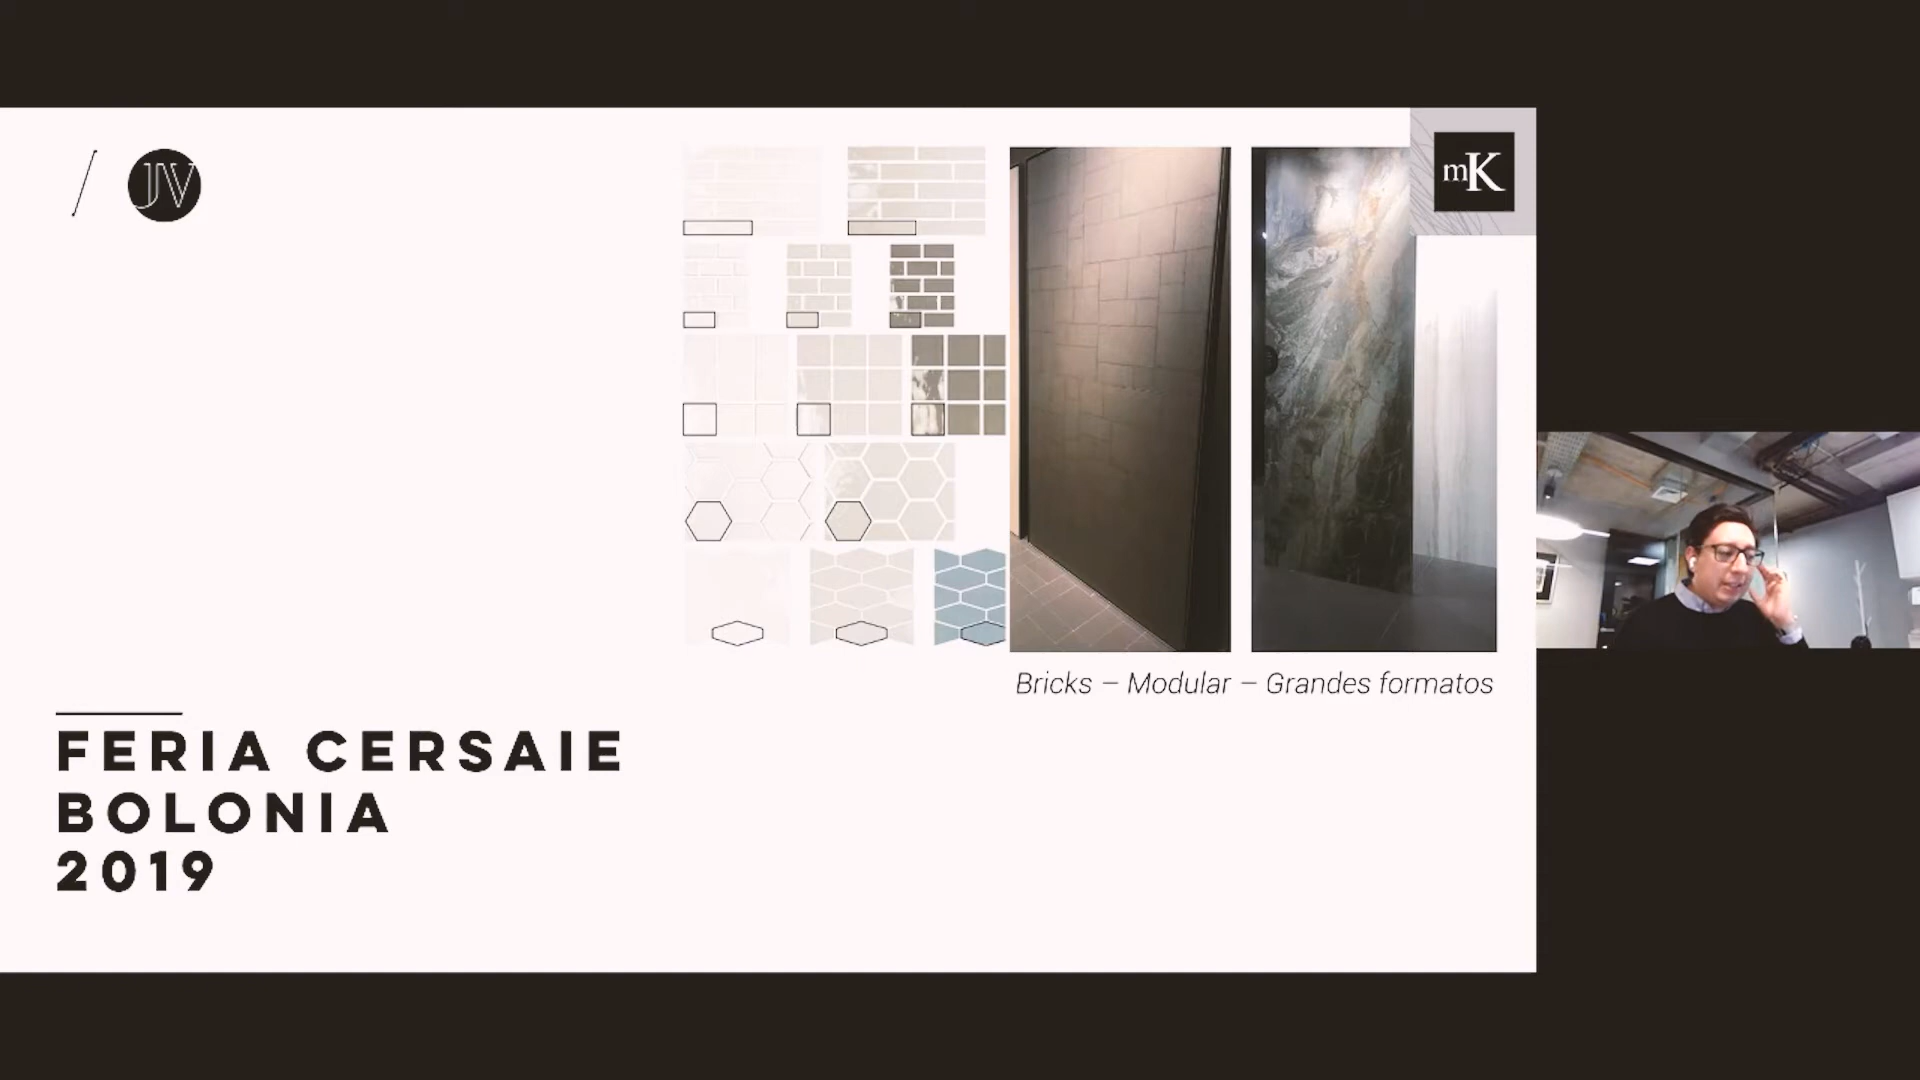 JV
mK
Bricks – Modular – Grandes formatos
FERIA CERSAIE
BOLONIA
2019